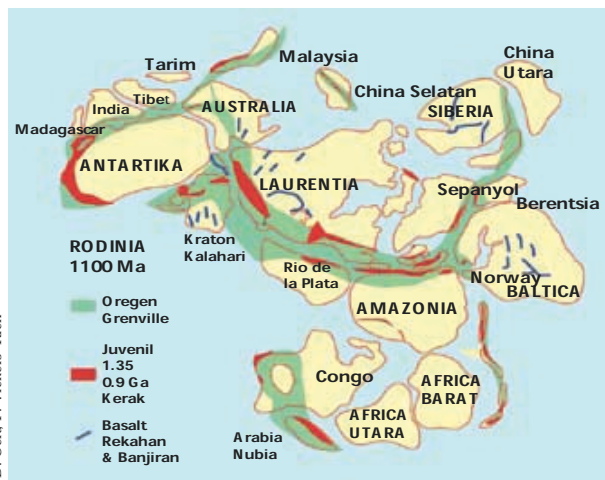 Tarim
Malaysia
China
Utara
China Selatan
SIBERIA
India
Tibet
AUSTRALIA
Madagascar
ANTARTIKA
LAURENTIA
Sepanyol
Berentsia
Kraton
Kalahari
RODINIA
1100 Ma
Rio de
la Plata
Norway
BALTICA
AMAZONIA
Oregen
Grenville
Juvenil
1.35
0.9 Ga
Kerak
Congo
AFRICA
BARAT
AFRICA
UTARA
Basalt
Rekahan
& Banjiran
Arabia
Nubia